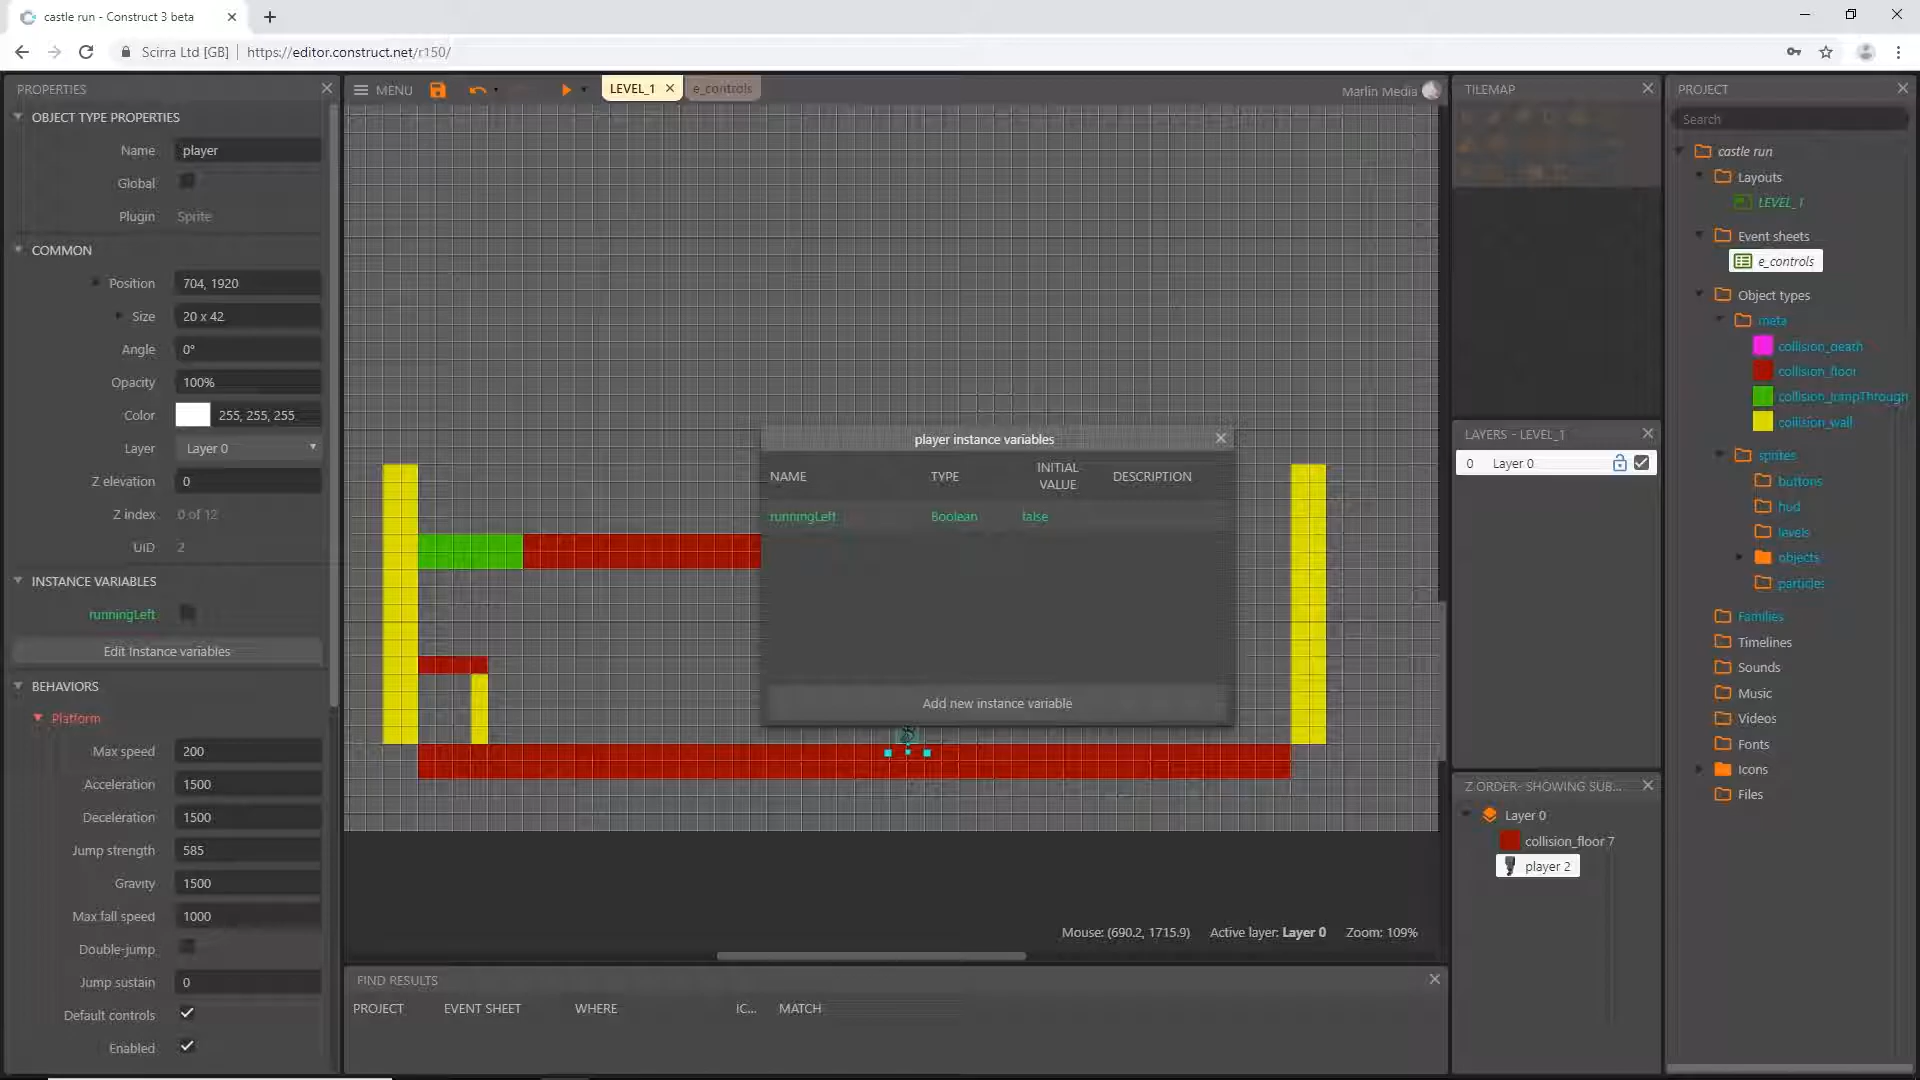 castle run - Construct 3 beta
Scirra Ltd [GB]
https://editor.construct.net/r150/
PROPERTIES
OBJECT TYPE PROPERTIES
Name player
Global
Plugin Sprite
COMMON
Position 704, 1920
Size 20 x 42
Angle 0°
Opacity 100%
Color 255, 255, 255
Layer Layer 0
Z elevation 0
Z index 0 of 12
UID 2
INSTANCE VARIABLES
runningLeft
Edit Instance variables
BEHAVIORS
Platform
Max speed 200
Acceleration 1500
Deceleration 1500
Jump strength 585
Gravity 1500
Max fall speed 1000
Double-jump
Jump sustain 0
Default controls
Enabled
MENU
LEVEL_1
e_controls
Marlin Media
player instance variables
NAME TYPE INITIAL VALUE DESCRIPTION
runningLeft Boolean false
Add new instance variable
Mouse: (690.2, 1715.9) Active layer: Layer 0 Zoom: 109%
FIND RESULTS
PROJECT EVENT SHEET WHERE IC... MATCH
TILEMAP
LAYERS - LEVEL_1
0 Layer 0
Z ORDER- SHOWING SUB...
Layer 0
collision_floor 7
player 2
PROJECT
Search
castle run
Layouts
LEVEL_1
Event sheets
e_controls
Object types
meta
collision_death
collision_floor
collision_jumpThrough
collision_wall
sprites
buttons
hud
levels
objects
particles
Families
Timelines
Sounds
Music
Videos
Fonts
Icons
Files